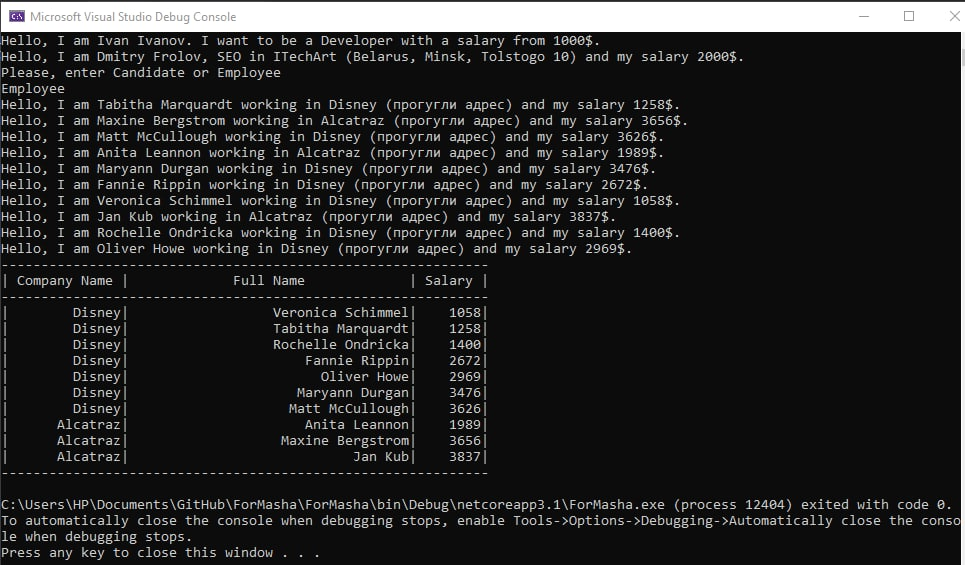 Microsoft Visual Studio Debug Console
Hello, I am Ivan Ivanov. I want to be a Developer with a salary from 1000$.
Hello, I am Dmitry Frolov, SEO in ITechArt (Belarus, Minsk, Tolstogo 10) and my salary 2000$.
Please, enter Candidate or Employee
Employee
Hello, I am Tabitha Marquardt working in Disney (прогугли адрес) and my salary 1258$.
Hello, I am Maxine Bergstrom working in Alcatraz (прогугли адрес) and my salary 3656$.
Hello, I am Matt McCullough working in Disney (прогугли адрес) and my salary 3626$.
Hello, I am Anita Leannon working in Alcatraz (прогугли адрес) and my salary 1989$.
Hello, I am Maryann Durgan working in Disney (прогугли адрес) and my salary 3476$.
Hello, I am Fannie Rippin working in Disney (прогугли адрес) and my salary 2672$.
Hello, I am Veronica Schimmel working in Disney (прогугли адрес) and my salary 1058$.
Hello, I am Jan Kub working in Alcatraz (прогугли адрес) and my salary 3837$.
Hello, I am Rochelle Ondricka working in Disney (прогугли адрес) and my salary 1400$.
Hello, I am Oliver Howe working in Disney (прогугли адрес) and my salary 2969$.
-------------------------------------------------------------
| Company Name |             Full Name             | Salary |
-------------------------------------------------------------
|        Disney|                  Veronica Schimmel|    1058|
|        Disney|                  Tabitha Marquardt|    1258|
|        Disney|                  Rochelle Ondricka|    1400|
|        Disney|                      Fannie Rippin|    2672|
|        Disney|                        Oliver Howe|    2969|
|        Disney|                     Maryann Durgan|    3476|
|        Disney|                    Matt McCullough|    3626|
|      Alcatraz|                      Anita Leannon|    1989|
|      Alcatraz|                   Maxine Bergstrom|    3656|
|      Alcatraz|                            Jan Kub|    3837|
-------------------------------------------------------------
C:\Users\HP\Documents\GitHub\ForMasha\ForMasha\bin\Debug\netcoreapp3.1\ForMasha.exe (process 12404) exited with code 0.
To automatically close the console when debugging stops, enable Tools->Options->Debugging->Automatically close the conso
le when debugging stops.
Press any key to close this window . . .